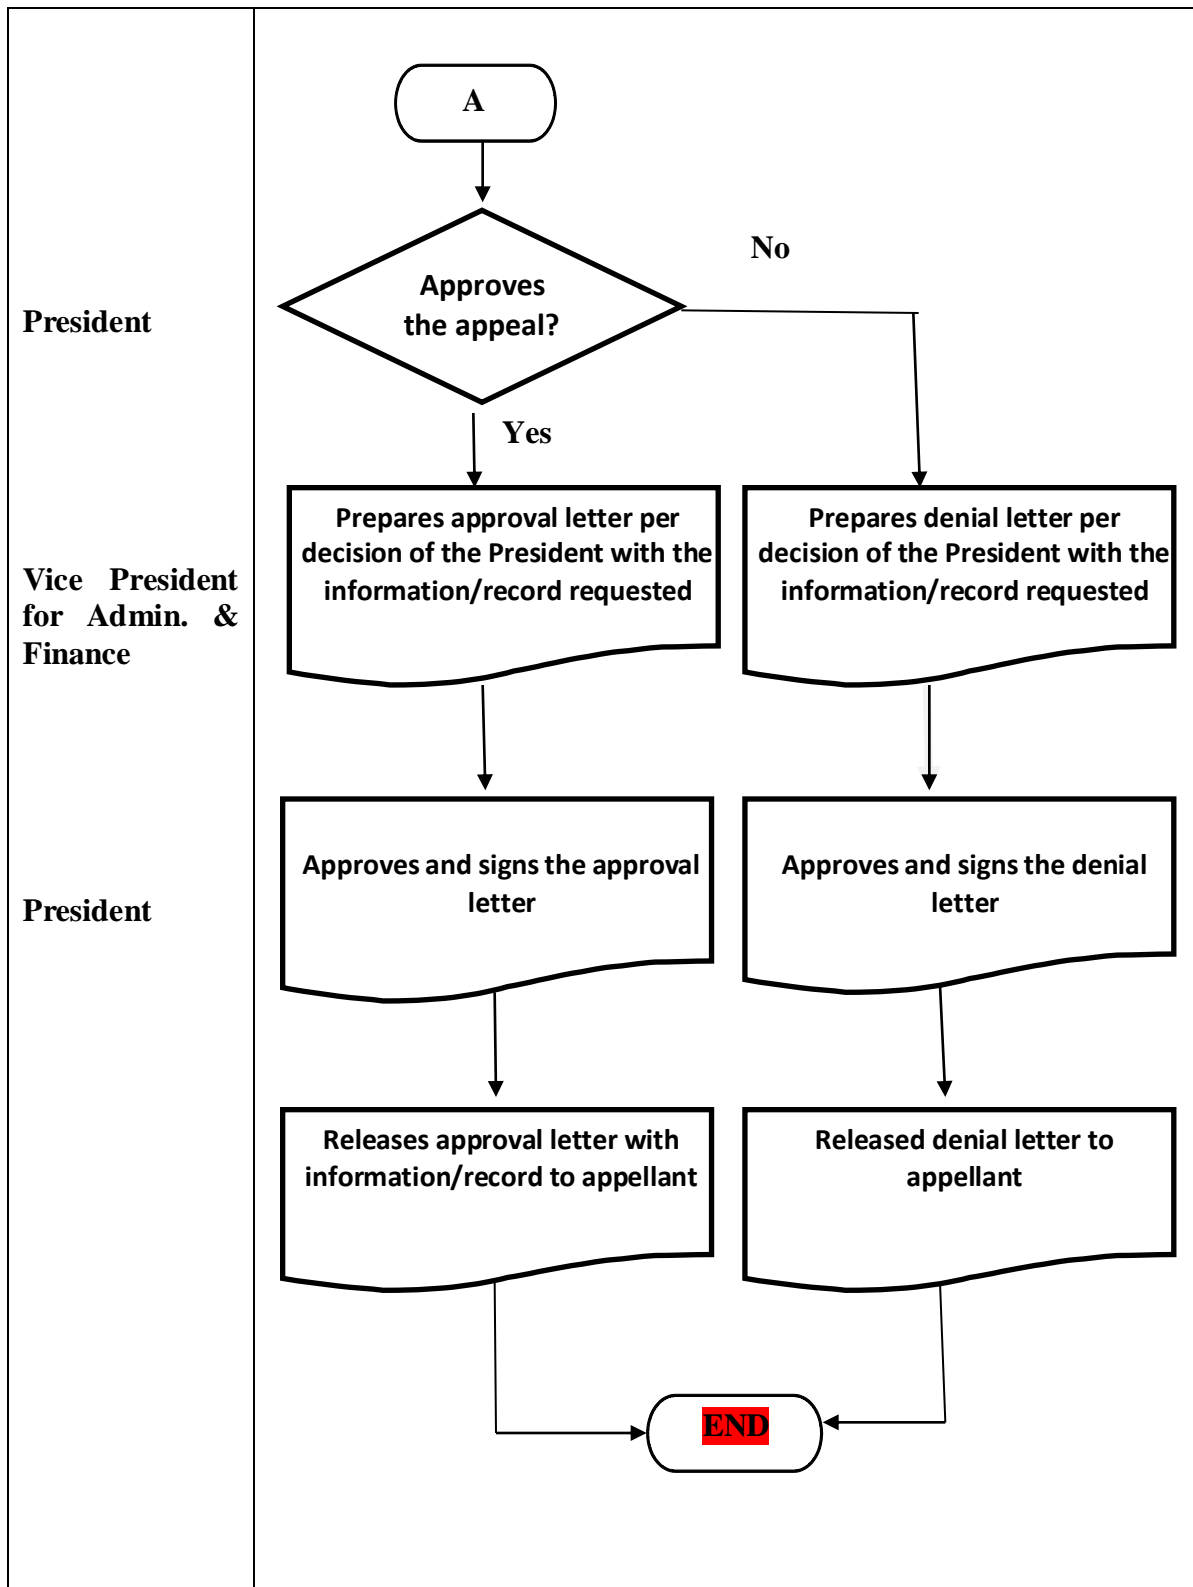 A
No
Approves
the appeal?
President
Yes
Prepares approval letter per
decision of the President with the
information/record requested
Prepares denial letter per
decision of the President with the
information/record requested
Vice President
for Admin. &
Finance
Approves and signs the approval
letter
Approves and signs the denial
letter
President
Releases approval letter with
information/record to appellant
Released denial letter to
appellant
END